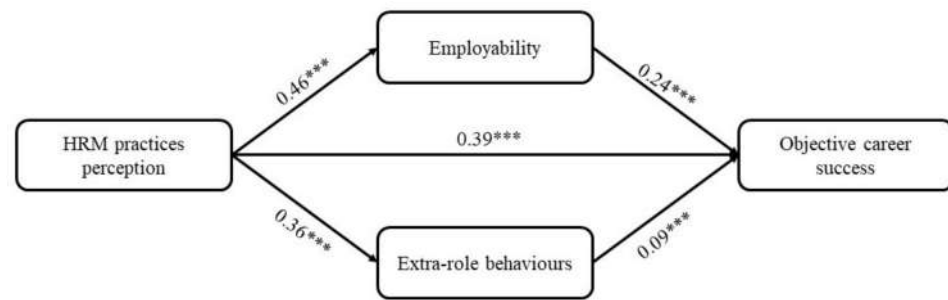 Employability
0.46***
0.24***
HRM practices
perception
0.39***
Objective career
success
0.36***
0.09***
Extra-role behaviours